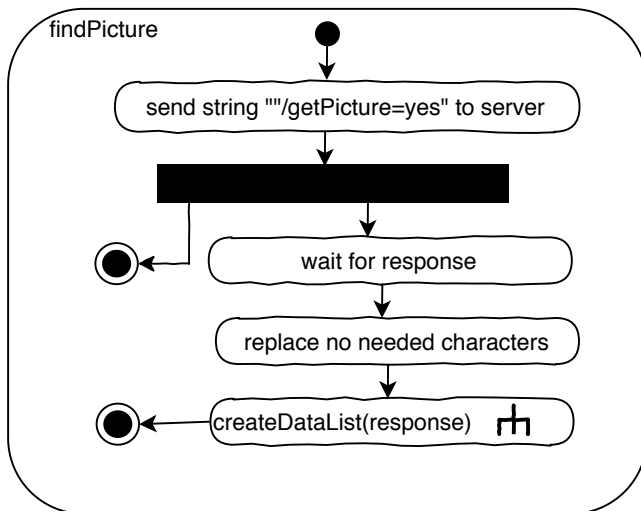 findPicture
send string ""/getPicture=yes" to server
wait for response
replace no needed characters
createDataList(response)